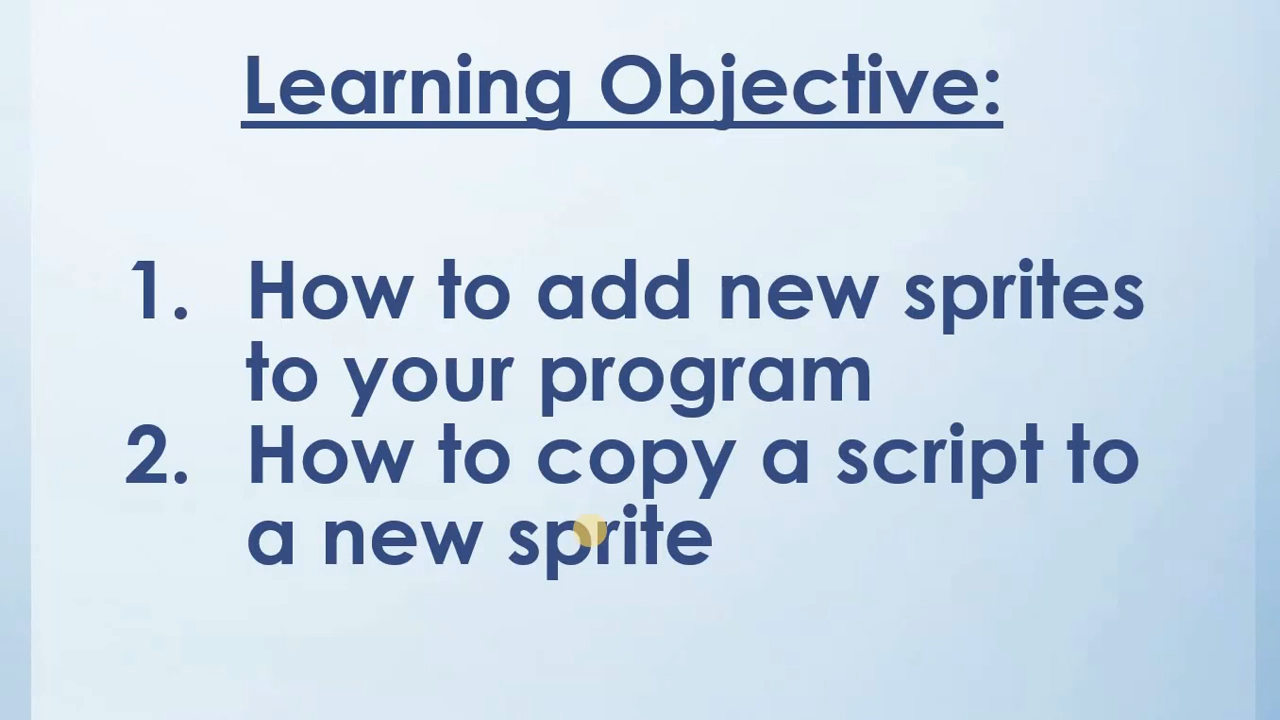 Learning Objective:
1. How to add new sprites
to your program
2. How to copy a script to
a new sprite